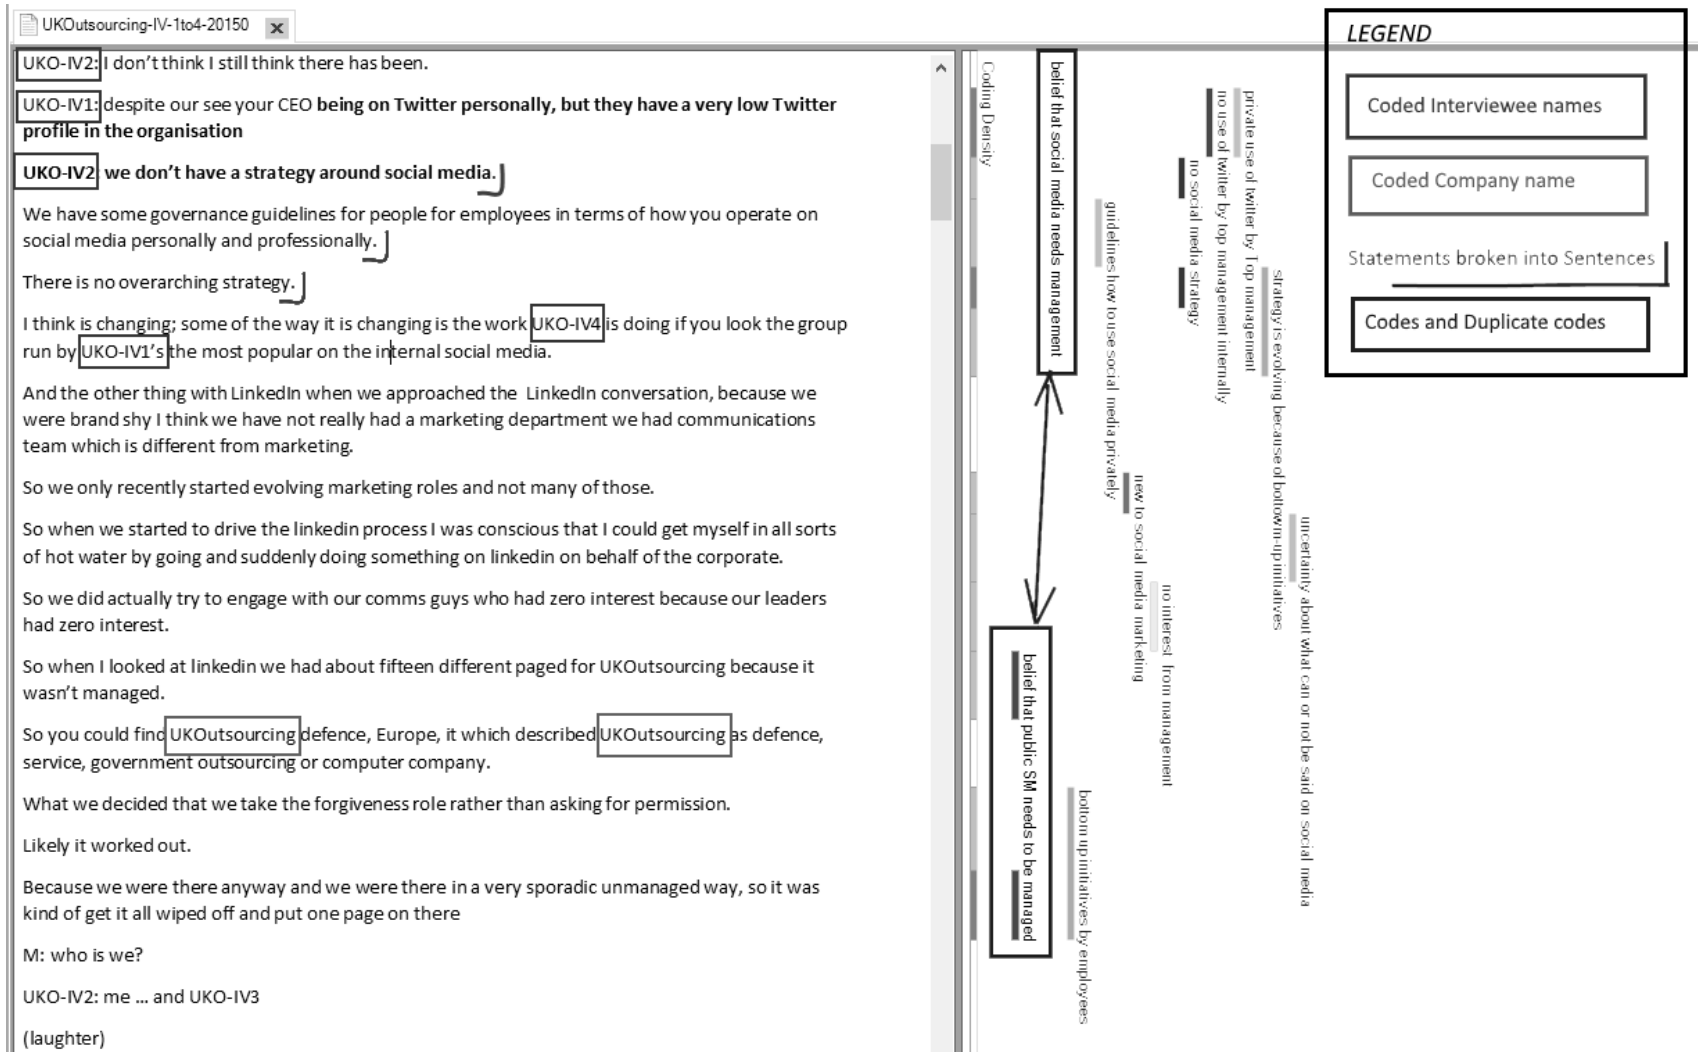 UKOutsourcing-IV-1to4-20150
UKO-IV2: I don't think I still think there has been.
UKO-IV1: despite our see your CEO being on Twitter personally, but they have a very low Twitter
profile in the organisation
UKO-IV2 we don't have a strategy around social media.
We have some governance guidelines for people for employees in terms of how you operate on
social media personally and professionally.
There is no overarching strategy.
I think is changing; some of the way it is changing is the work UKO-IV4 is doing if you look the group
run by UKO-IV1's the most popular on the internal social media.
And the other thing with LinkedIn when we approached the LinkedIn conversation, because we
were brand shy I think we have not really had a marketing department we had communications
team which is different from marketing.
So we only recently started evolving marketing roles and not many of those.
So when we started to drive the linkedin process I was conscious that I could get myself in all sorts
of hot water by going and suddenly doing something on linkedin on behalf of the corporate.
So we did actually try to engage with our comms guys who had zero interest because our leaders
had zero interest.
So when I looked at linkedin we had about fifteen different paged for UKOutsourcing because it
wasn't managed.
So you could find UKOutsourcing defence, Europe, it which described UKOutsourcing as defence,
service, government outsourcing or computer company.
What we decided that we take the forgiveness role rather than asking for permission.
Likely it worked out.
Because we were there anyway and we were there in a very sporadic unmanaged way, so it was
kind of get it all wiped off and put one page on there
M: who is we?
UKO-IV2: me ... and UKO-IV3
(laughter)
Coding Density
belief that social media needs management
belief that public SM needs to be managed
bottom up initiatives by employees
guidelines how to use social media privately
new to social media marketing
no interest from management
no social media strategy
no use of twitter by top management internally
private use of twitter by Top management
strategy is evolving because of bottowm-up initiatives
uncertainty about what can or not be said on social media
LEGEND
Coded Interviewee names
Coded Company name
Statements broken into Sentences
Codes and Duplicate codes